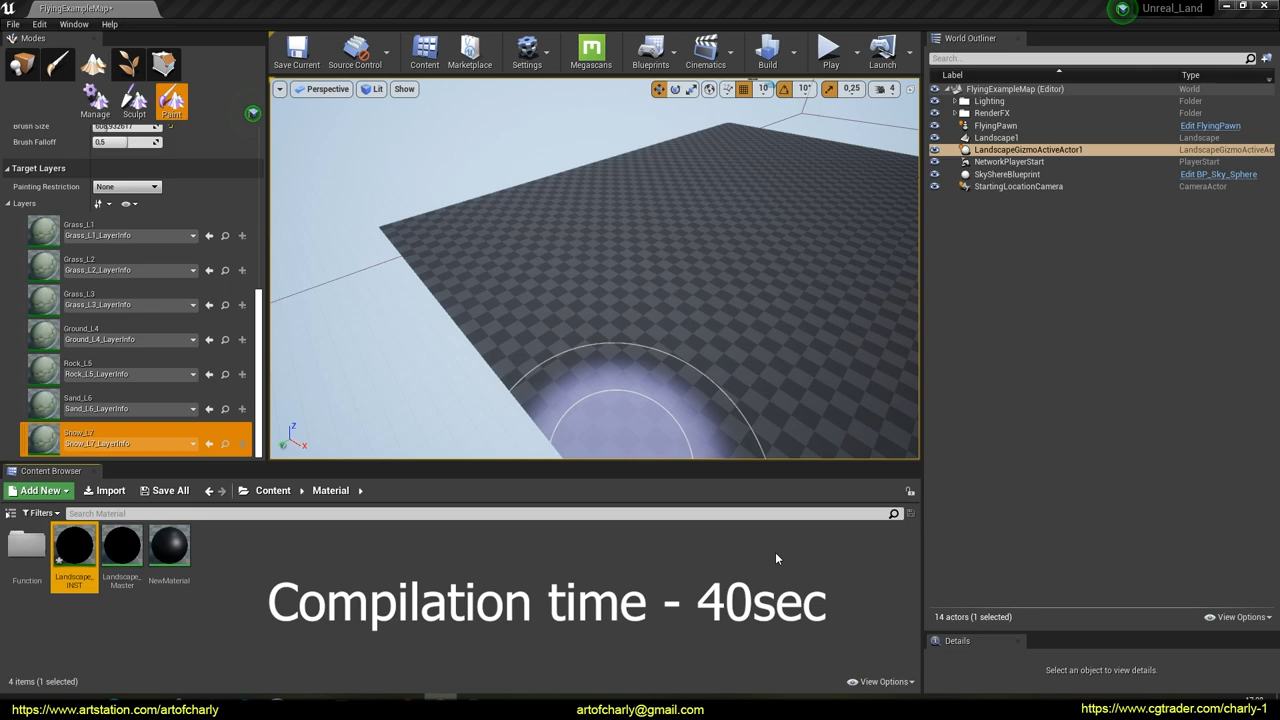 FlyingExampleMap*
Unreal_Land
File Edit Window Help
Modes
World Outliner
Save Current
Source Control
Content
Marketplace
Settings
Megascans
Blueprints
Cinematics
Build
Play
Launch
Search...
Label Type
FlyingExampleMap (Editor) World
Lighting Folder
RenderFX Folder
FlyingPawn Edit FlyingPawn
Landscape1 Landscape
LandscapeGizmoActiveActor1 LandscapeGizmoActiveAct
NetworkPlayerStart PlayerStart
SkyShereBlueprint Edit BP_Sky_Sphere
StartingLocationCamera CameraActor
Perspective Lit Show
10 10° 0,25 4
Manage Sculpt Paint
Brush Size
Brush Falloff 0,5
Target Layers
Painting Restriction None
Layers
Grass_L1
Grass_L1_LayerInfo
Grass_L2
Grass_L2_LayerInfo
Grass_L3
Grass_L3_LayerInfo
Ground_L4
Ground_L4_LayerInfo
Rock_L5
Rock_L5_LayerInfo
Sand_L6
Sand_L6_LayerInfo
Snow_L7
Snow_L7_LayerInfo
Z
X
Content Browser
Add New Import Save All Content Material
Filters Search Material
Function
Landscape_
INST
Landscape_
Master
NewMaterial
Compilation time - 40sec
4 items (1 selected)
View Options
14 actors (1 selected)
View Options
Details
Select an object to view details.
https://www.artstation.com/artofcharly
artofcharly@gmail.com
https://www.cgtrader.com/charly-1